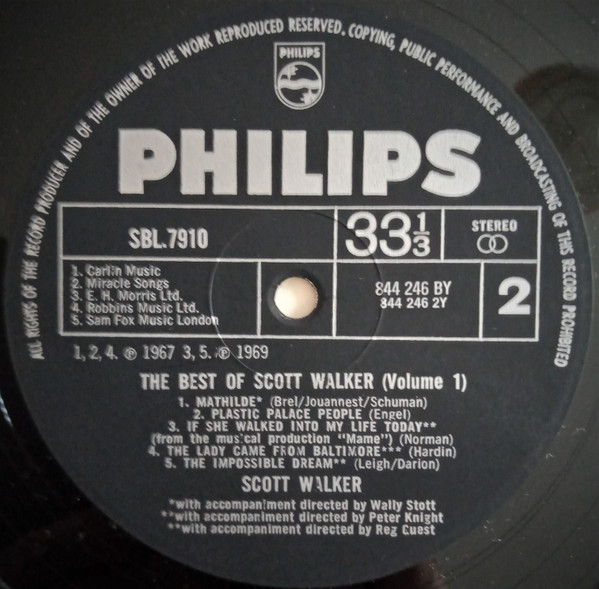 ALL RIGHTS OF THE RECORD PRODUCER AND OF THE OWNER OF THE WORK REPRODUCED RESERVED. COPYING, PUBLIC PERFORMANCE AND BROADCASTING OF THIS RECORD PROHIBITED
PHILIPS
PHILIPS
SBL.7910
33⅓
STEREO
1. Carlin Music
2. Miracle Songs
3. E. H. Morris Ltd.
4. Robbins Music Ltd.
5. Sam Fox Music London
844 246 BY
844 246 2Y
2
1, 2, 4. ℗ 1967 3, 5. ℗ 1969
THE BEST OF SCOTT WALKER (Volume 1)
1. MATHILDE* (Brel/Jouannest/Schuman)
2. PLASTIC PALACE PEOPLE (Engel)
3. IF SHE WALKED INTO MY LIFE TODAY**
(from the musical production "Mame") (Norman)
4. THE LADY CAME FROM BALTIMORE*** (Hardin)
5. THE IMPOSSIBLE DREAM** (Leigh/Darion)
SCOTT WALKER
*with accompaniment directed by Wally Stott
**with accompaniment directed by Peter Knight
**with accompaniment directed by Reg Guest